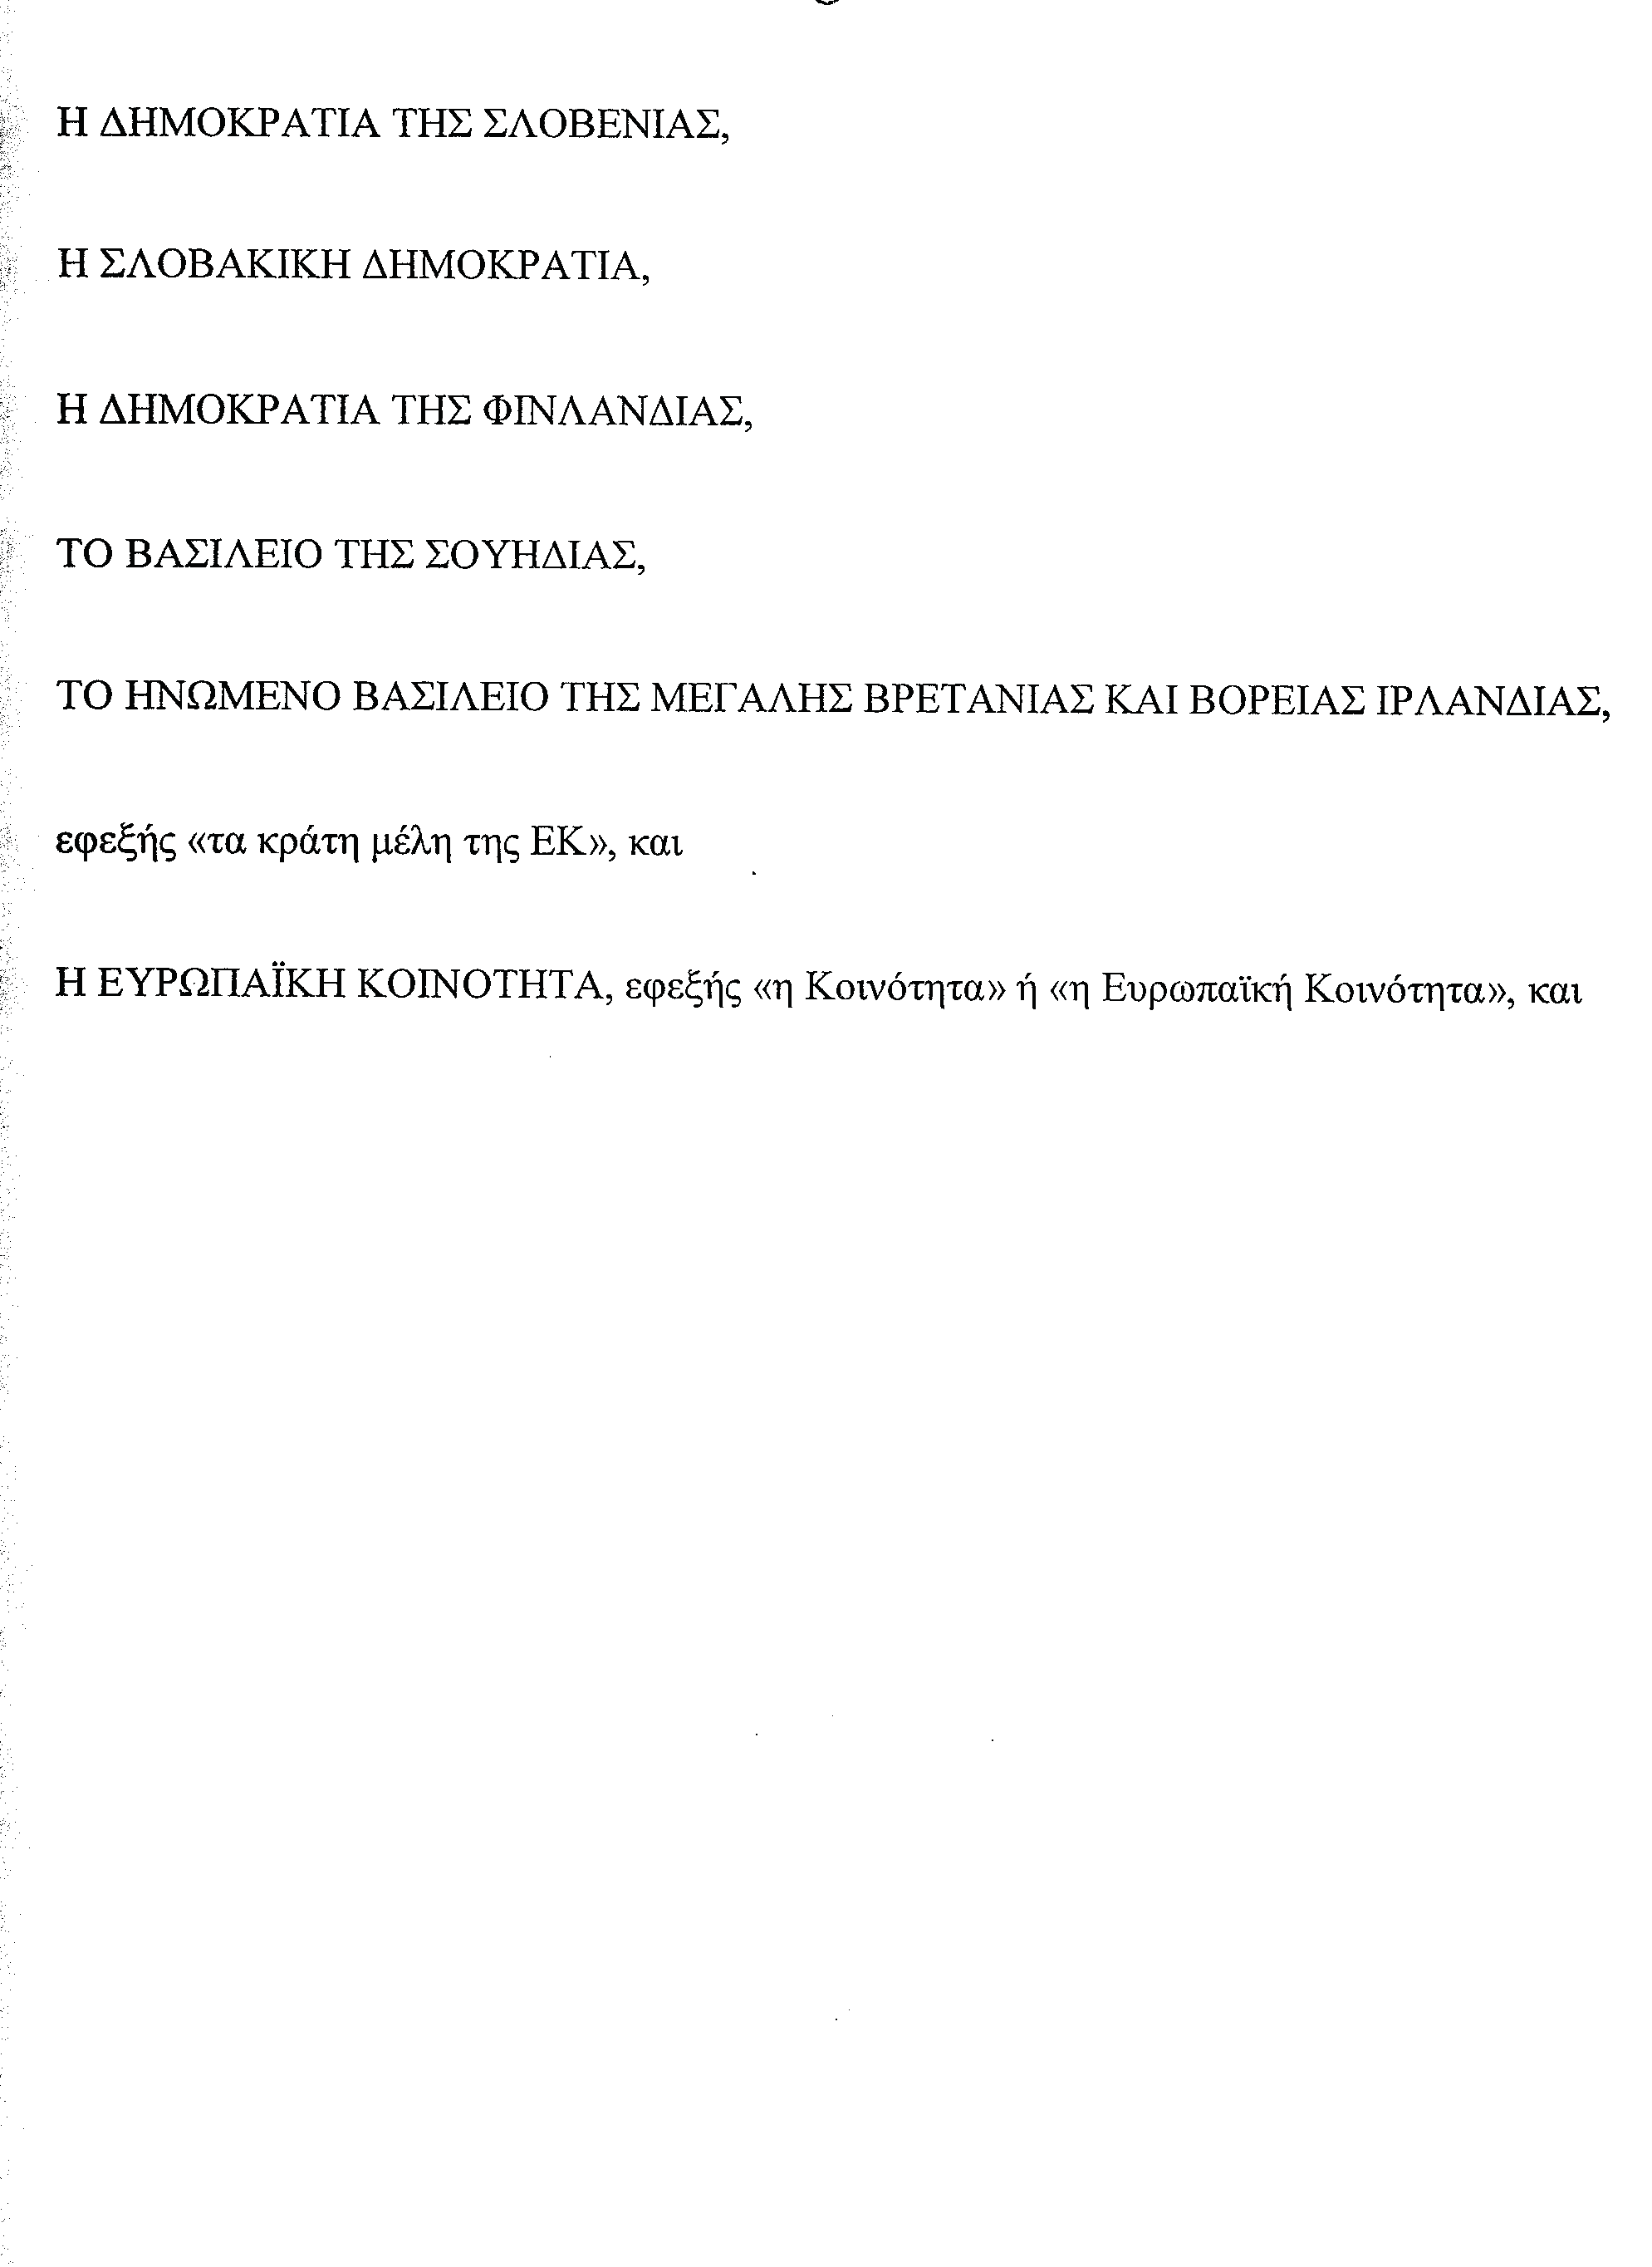 Η ΔΗΜΟΚΡΑΤΙΑ ΤΗΣ ΣΛΟΒΕΝΙΑΣ,
Η ΣΛΟΒΑΚΙΚΗ ΔΗΜΟΚΡΑΤΙΑ,
Η ΔΗΜΟΚΡΑΤΙΑ ΤΗΣ ΦΙΝΛΑΝΔΙΑΣ,
ΤΟ ΒΑΣΙΛΕΙΟ ΤΗΣ ΣΟΥΗΔΙΑΣ,
ΤΟ ΗΝΩΜΕΝΟ ΒΑΣΙΛΕΙΟ ΤΗΣ ΜΕΓΑΛΗΣ ΒΡΕΤΑΝΙΑΣ ΚΑΙ ΒΟΡΕΙΑΣ ΙΡΛΑΝΔΙΑΣ,
εφεξής «τα κράτη μέλη της ΕΚ», και
Η ΕΥΡΩΠΑΪΚΗ ΚΟΙΝΟΤΗΤΑ, εφεξής «η Κοινότητα» ή «η Ευρωπαϊκή Κοινότητα», και